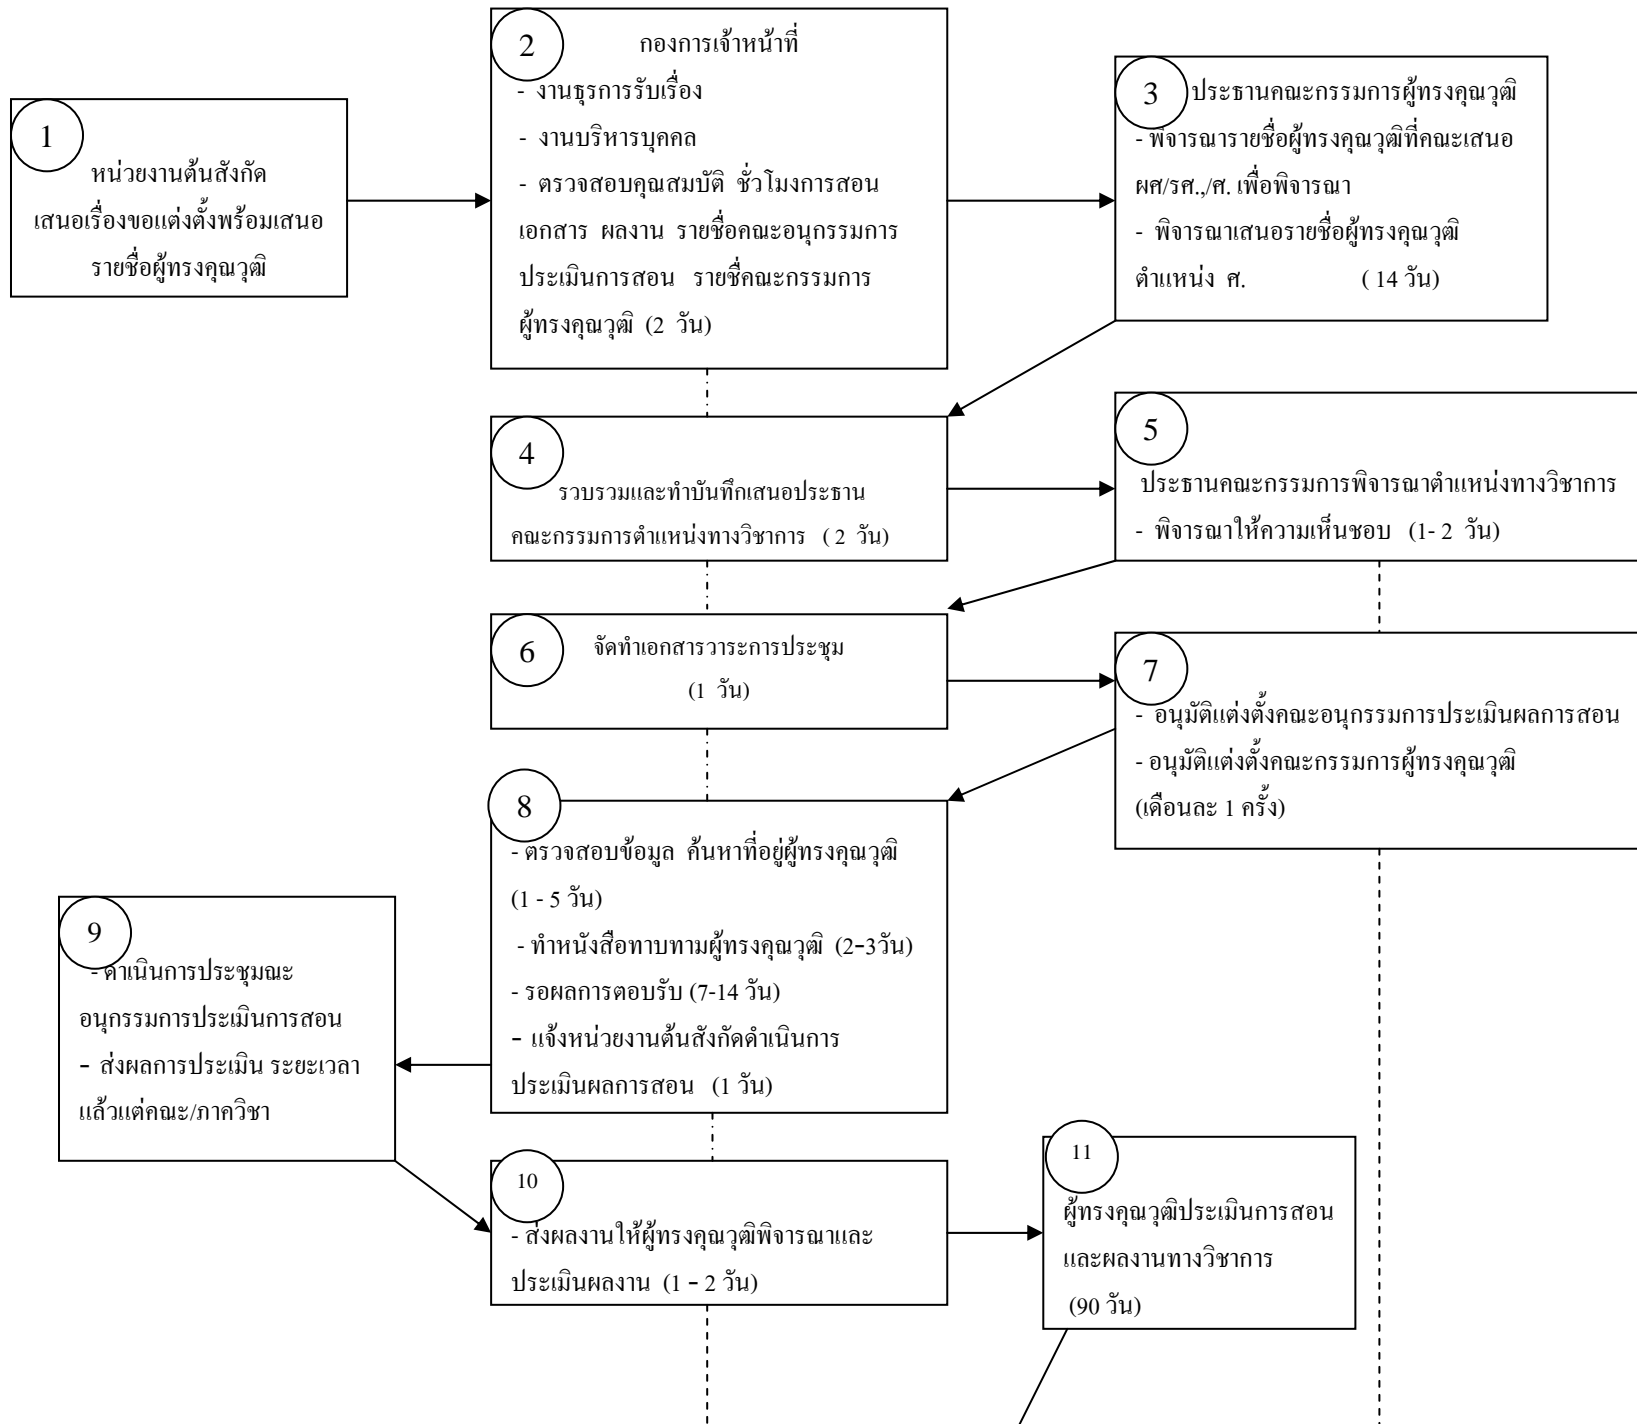 1
หน่วยงานต้นสังกัด
เสนอเรื่องขอแต่งตั้งพร้อมเสนอ
รายชื่อผู้ทรงคุณวุฒิ
2
กองการเจ้าหน้าที่
- งานธุรการรับเรื่อง
- งานบริหารบุคคล
- ตรวจสอบคุณสมบัติ ชั่วโมงการสอน
เอกสาร ผลงาน รายชื่อคณะอนุกรรมการ
ประเมินการสอน รายชื่อคณะกรรมการ
ผู้ทรงคุณวุฒิ (2 วัน)
3
ประธานคณะกรรมการผู้ทรงคุณวุฒิ
- พิจารณารายชื่อผู้ทรงคุณวุฒิที่คณะเสนอ
ผศ/รศ.,/ศ. เพื่อพิจารณา
- พิจารณาเสนอรายชื่อผู้ทรงคุณวุฒิ
ตำแหน่ง ศ. ( 14 วัน)
4
รวบรวมและทำบันทึกเสนอประธาน
คณะกรรมการตำแหน่งทางวิชาการ ( 2 วัน)
5
ประธานคณะกรรมการพิจารณาตำแหน่งทางวิชาการ
- พิจารณาให้ความเห็นชอบ (1- 2 วัน)
6
จัดทำเอกสารวาระการประชุม
(1 วัน)
7
- อนุมัติแต่งตั้งคณะอนุกรรมการประเมินผลการสอน
- อนุมัติแต่งตั้งคณะกรรมการผู้ทรงคุณวุฒิ
(เดือนละ 1 ครั้ง)
8
- ตรวจสอบข้อมูล ค้นหาที่อยู่ผู้ทรงคุณวุฒิ
(1 - 5 วัน)
- ทำหนังสือทาบทามผู้ทรงคุณวุฒิ (2-3วัน)
- รอผลการตอบรับ (7-14 วัน)
- แจ้งหน่วยงานต้นสังกัดดำเนินการ
ประเมินผลการสอน (1 วัน)
9
- ดำเนินการประชุมณะ
อนุกรรมการประเมินการสอน
- ส่งผลการประเมิน ระยะเวลา
แล้วแต่คณะ/ภาควิชา
10
- ส่งผลงานให้ผู้ทรงคุณวุฒิพิจารณาและ
ประเมินผลงาน (1 - 2 วัน)
11
ผู้ทรงคุณวุฒิประเมินการสอน
และผลงานทางวิชาการ
(90 วัน)